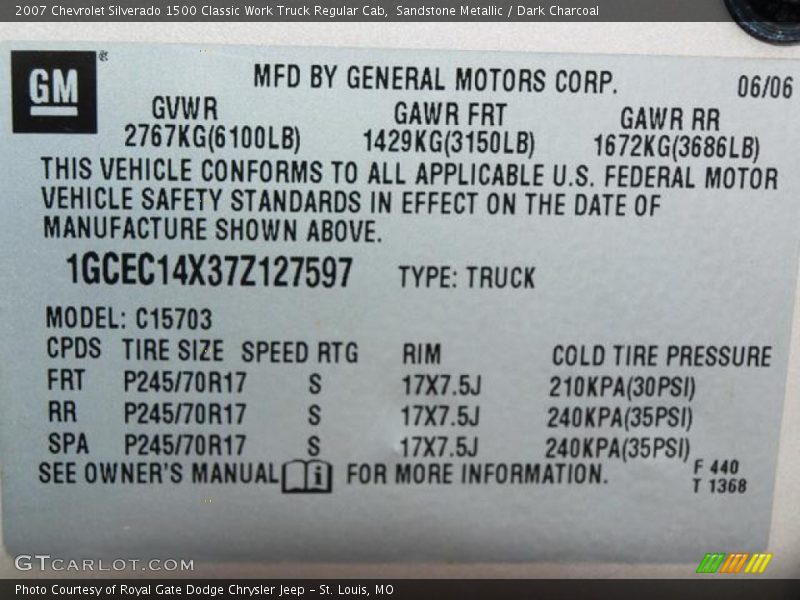 2007 Chevrolet Silverado 1500 Classic Work Truck Regular Cab, Sandstone Metallic / Dark Charcoal
GM ®
MFD BY GENERAL MOTORS CORP. 06/06
GVWR GAWR FRT GAWR RR
2767KG(6100LB) 1429KG(3150LB) 1672KG(3686LB)
THIS VEHICLE CONFORMS TO ALL APPLICABLE U.S. FEDERAL MOTOR
VEHICLE SAFETY STANDARDS IN EFFECT ON THE DATE OF
MANUFACTURE SHOWN ABOVE.
1GCEC14X37Z127597 TYPE: TRUCK
MODEL: C15703
CPDS TIRE SIZE SPEED RTG RIM COLD TIRE PRESSURE
FRT P245/70R17 S 17X7.5J 210KPA(30PSI)
RR P245/70R17 S 17X7.5J 240KPA(35PSI)
SPA P245/70R17 S 17X7.5J 240KPA(35PSI)
SEE OWNER'S MANUAL i FOR MORE INFORMATION.
F 440
T 1368
GTCARLOT.COM
Photo Courtesy of Royal Gate Dodge Chrysler Jeep – St. Louis, MO